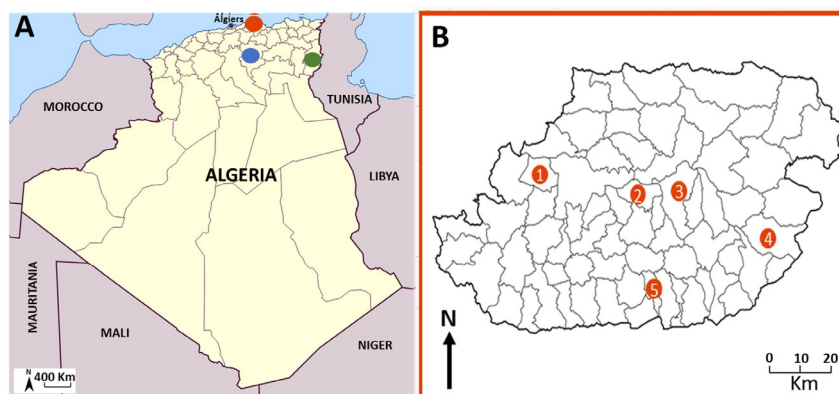 A
Algiers
MOROCCO
TUNISIA
ALGERIA
LIBYA
MAURITANIA
MALI
NIGER
N
400 Km
B
1
2
3
4
5
N
0 10 20
Km